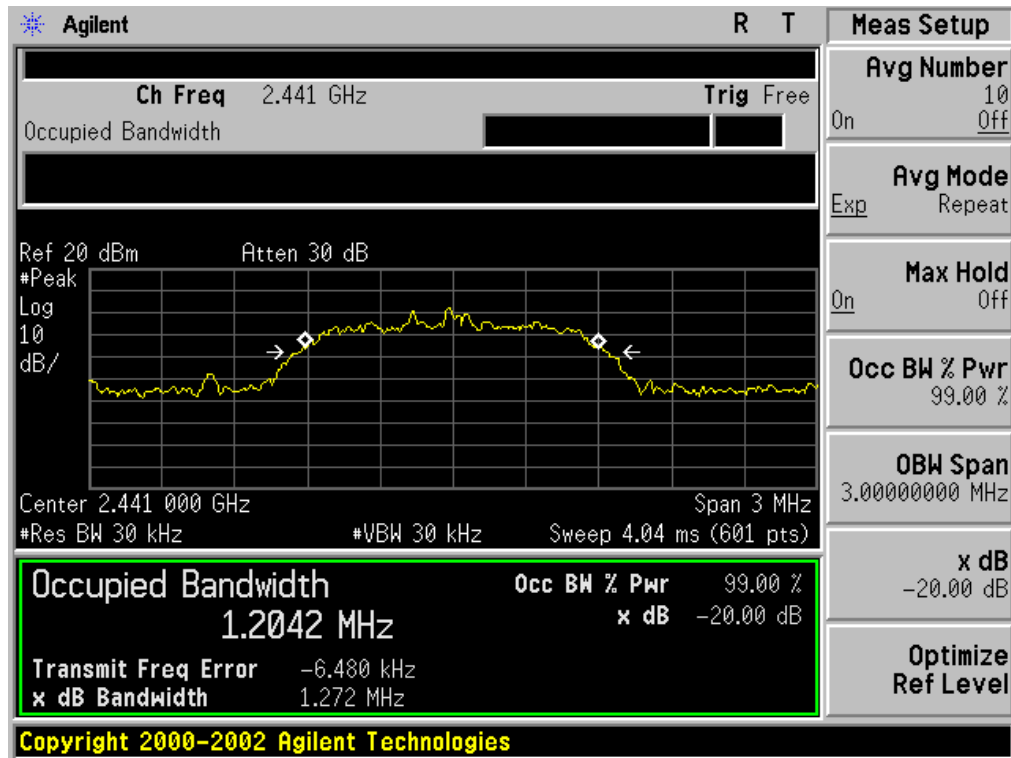 Agilent R T
Ch Freq 2.441 GHz Trig Free
Occupied Bandwidth
Ref 20 dBm Atten 30 dB
#Peak
Log
10
dB/
Center 2.441 000 GHz Span 3 MHz
#Res BW 30 kHz #VBW 30 kHz Sweep 4.04 ms (601 pts)
Occupied Bandwidth Occ BW % Pwr 99.00 %
1.2042 MHz x dB -20.00 dB
Transmit Freq Error -6.480 kHz
x dB Bandwidth 1.272 MHz
Copyright 2000-2002 Agilent Technologies
Meas Setup
Avg Number
10
On Off
Avg Mode
Exp Repeat
Max Hold
On Off
Occ BW % Pwr
99.00 %
OBW Span
3.00000000 MHz
x dB
-20.00 dB
Optimize
Ref Level